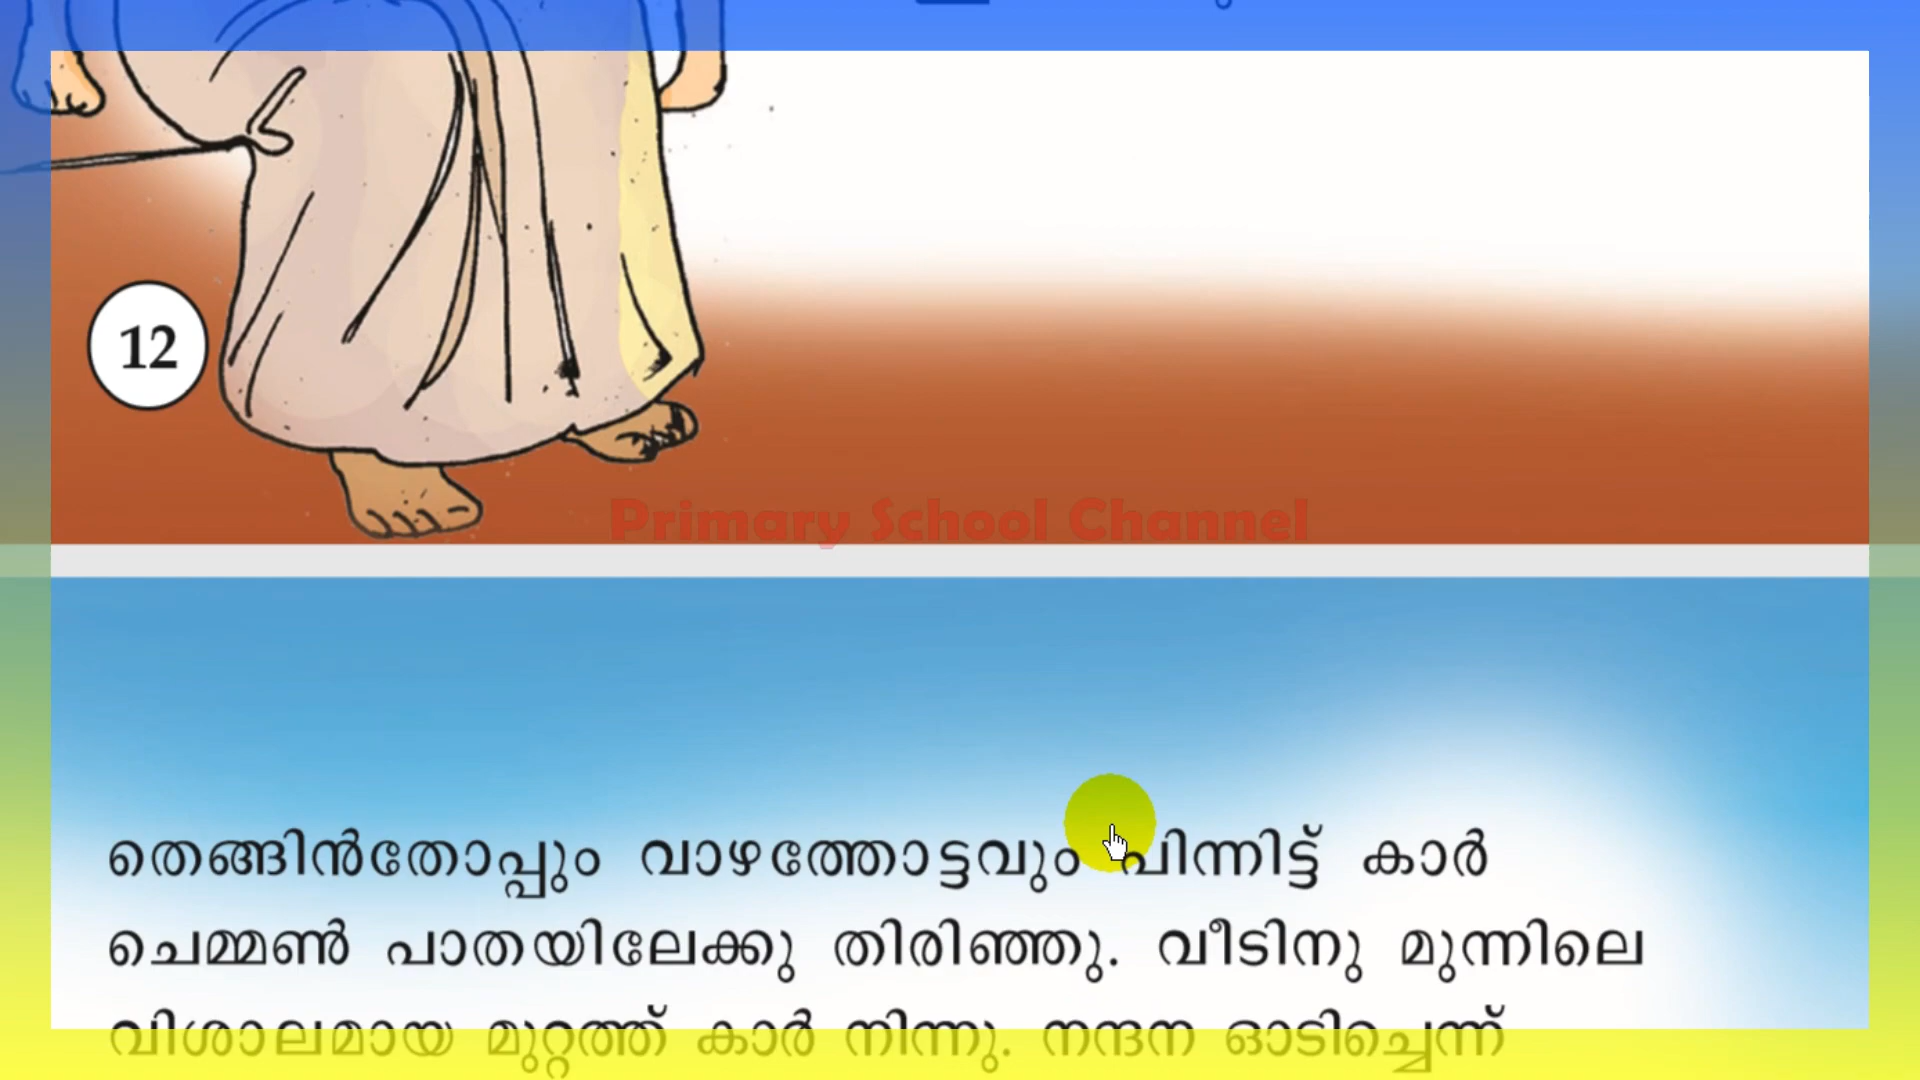 12
Primary School Channel
തെങ്ങിൻതോപ്പും വാഴത്തോട്ടവും പിന്നിട്ട് കാർ
ചെമ്മൺ പാതയിലേക്കു തിരിഞ്ഞു. വീടിനു മുന്നിലെ
വിശാലമായ മുറ്റത്ത് കാർ നിന്നു. നന്ദന ഓടിച്ചെന്ന്